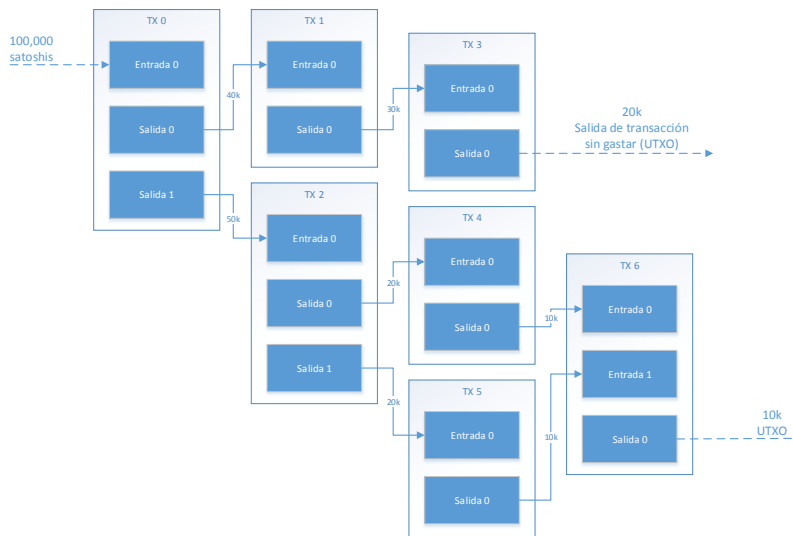 TX 0
100,000
satoshis
Entrada 0
Salida 0
Salida 1
40k
50k
TX 1
Entrada 0
Salida 0
30k
TX 3
Entrada 0
Salida 0
20k
Salida de transacción
sin gastar (UTXO)
TX 2
Entrada 0
Salida 0
Salida 1
20k
20k
TX 4
Entrada 0
Salida 0
10k
TX 5
Entrada 0
Salida 0
10k
TX 6
Entrada 0
Entrada 1
Salida 0
10k
UTXO